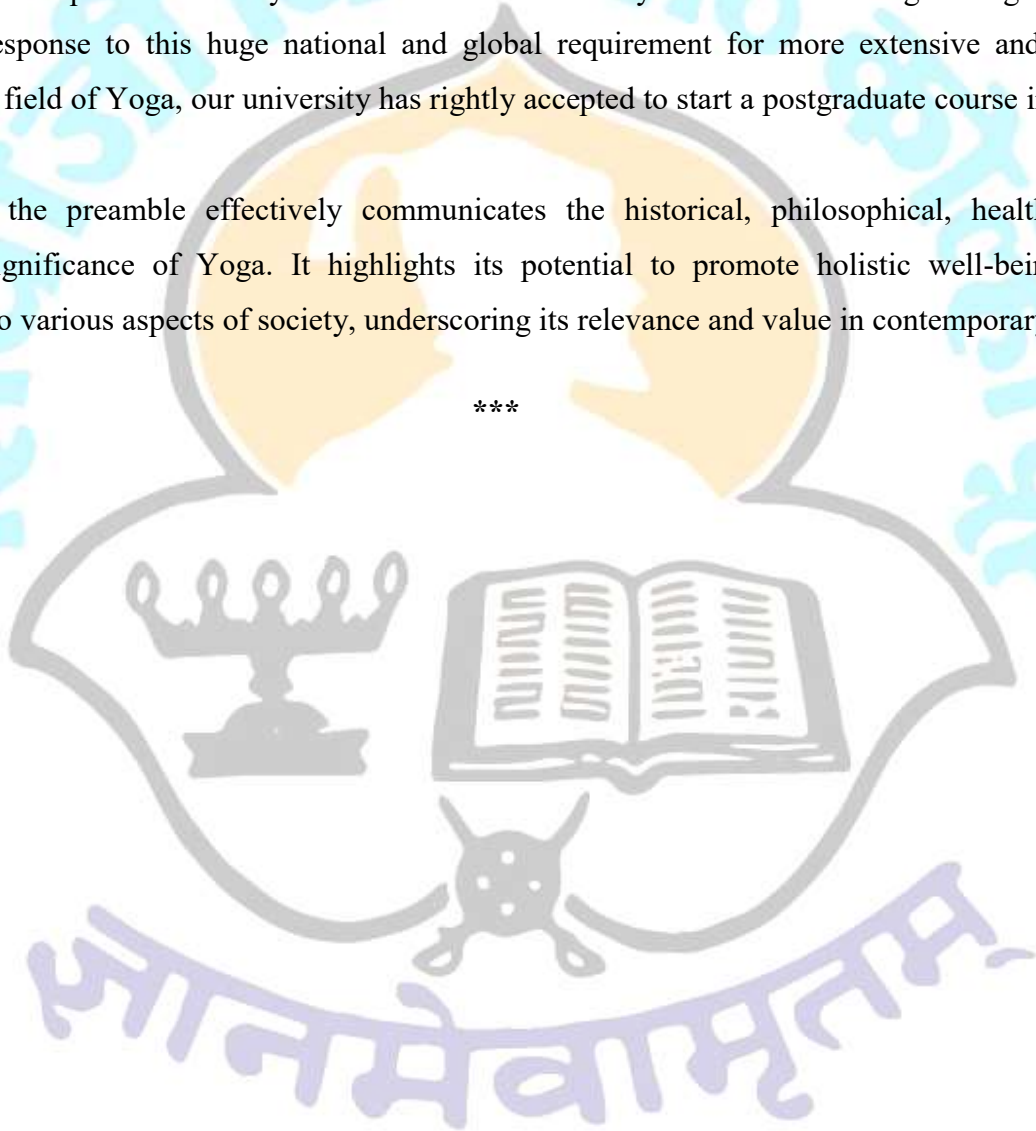 esponse to this huge national and global requirement for more extensive and
field of Yoga, our university has rightly accepted to start a postgraduate course i
the preamble effectively communicates the historical, philosophical, healt
gnificance of Yoga. It highlights its potential to promote holistic well-bein
o various aspects of society, underscoring its relevance and value in contemporary
***
ज्ञानमेवामृतम्